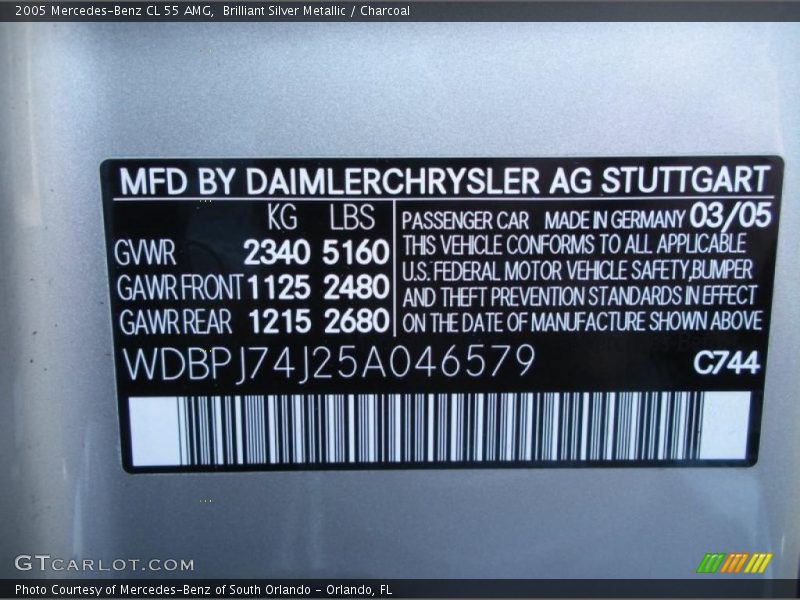 2005 Mercedes-Benz CL 55 AMG,  Brilliant Silver Metallic / Charcoal
MFD BY DAIMLERCHRYSLER AG STUTTGART
KG LBS
GVWR 2340 5160
GAWR FRONT 1125 2480
GAWR REAR 1215 2680
PASSENGER CAR MADE IN GERMANY 03/05
THIS VEHICLE CONFORMS TO ALL APPLICABLE
U.S. FEDERAL MOTOR VEHICLE SAFETY,BUMPER
AND THEFT PREVENTION STANDARDS IN EFFECT
ON THE DATE OF MANUFACTURE SHOWN ABOVE
WDBPJ74J25A046579 C744
GTCARLOT.COM
Photo Courtesy of Mercedes-Benz of South Orlando - Orlando, FL